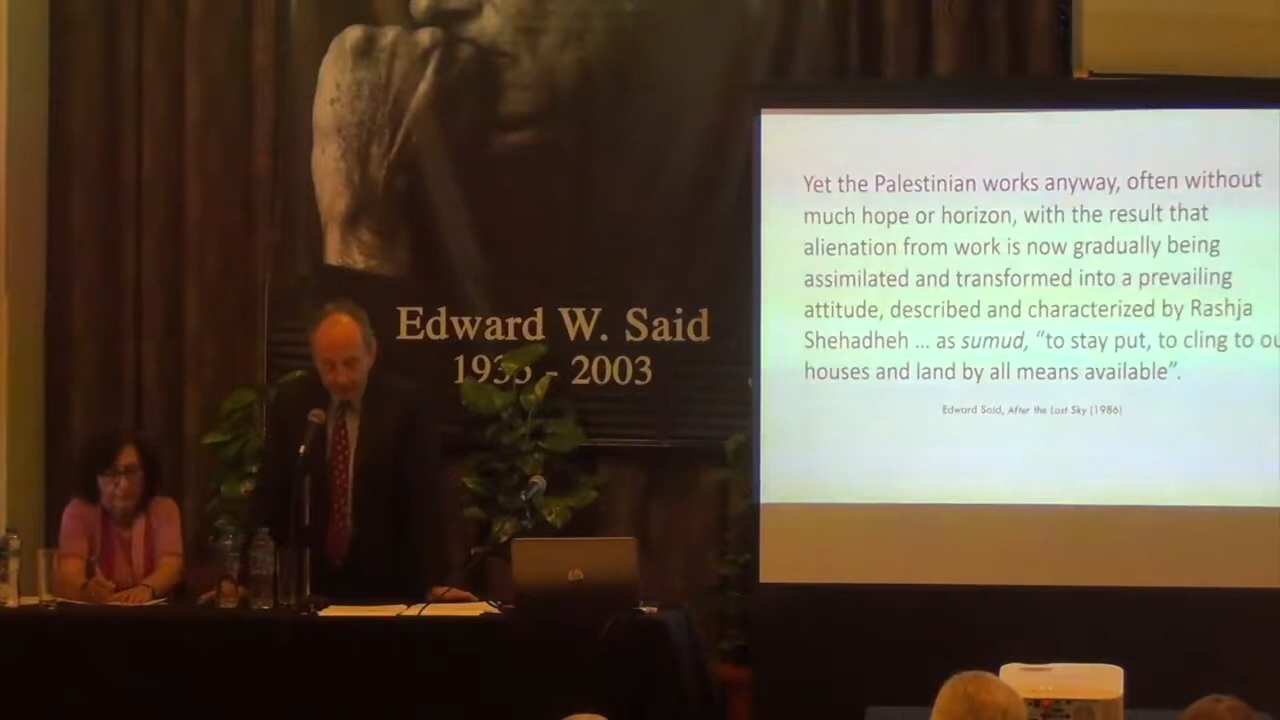 Edward W. Said
1935 - 2003
Yet the Palestinian works anyway, often without
much hope or horizon, with the result that
alienation from work is now gradually being
assimilated and transformed into a prevailing
attitude, described and characterized by Rashja
Shehadheh ... as sumud, “to stay put, to cling to ou
houses and land by all means available”.
Edward Said, After the Last Sky (1986)
hp